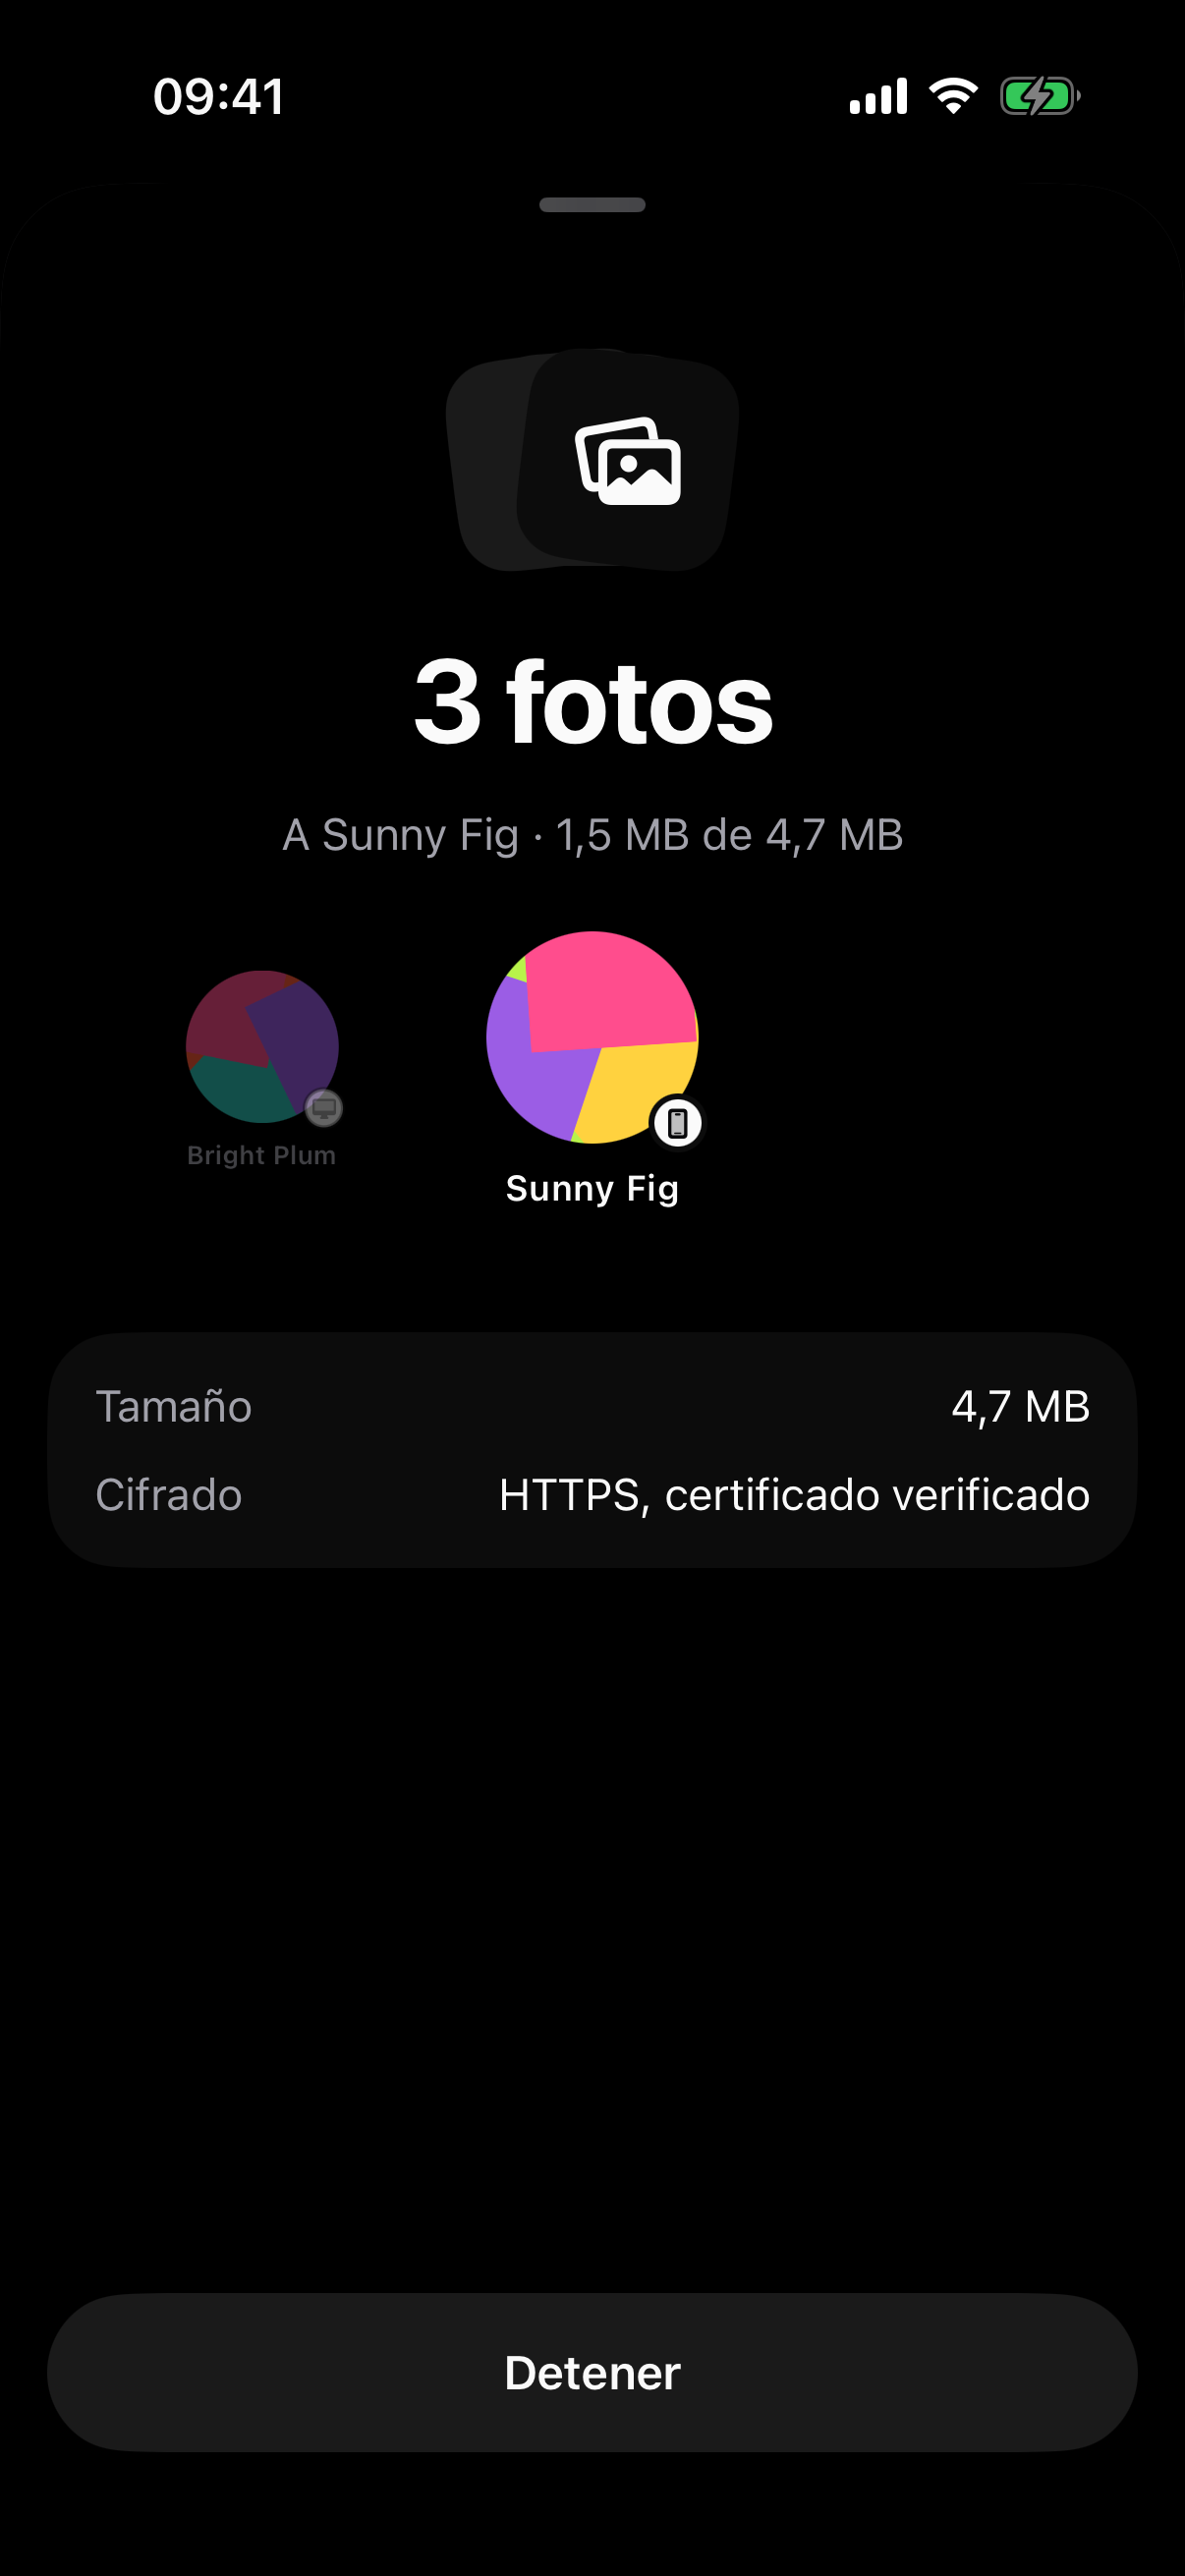 09:41
3 fotos
A Sunny Fig · 1,5 MB de 4,7 MB
Bright Plum
Sunny Fig
Tamaño 4,7 MB
Cifrado HTTPS, certificado verificado
Detener